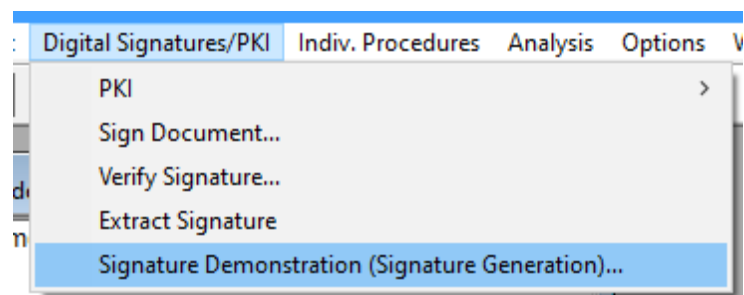 Digital Signatures/PKI Indiv. Procedures Analysis Options
PKI
Sign Document...
Verify Signature...
Extract Signature
Signature Demonstration (Signature Generation)...